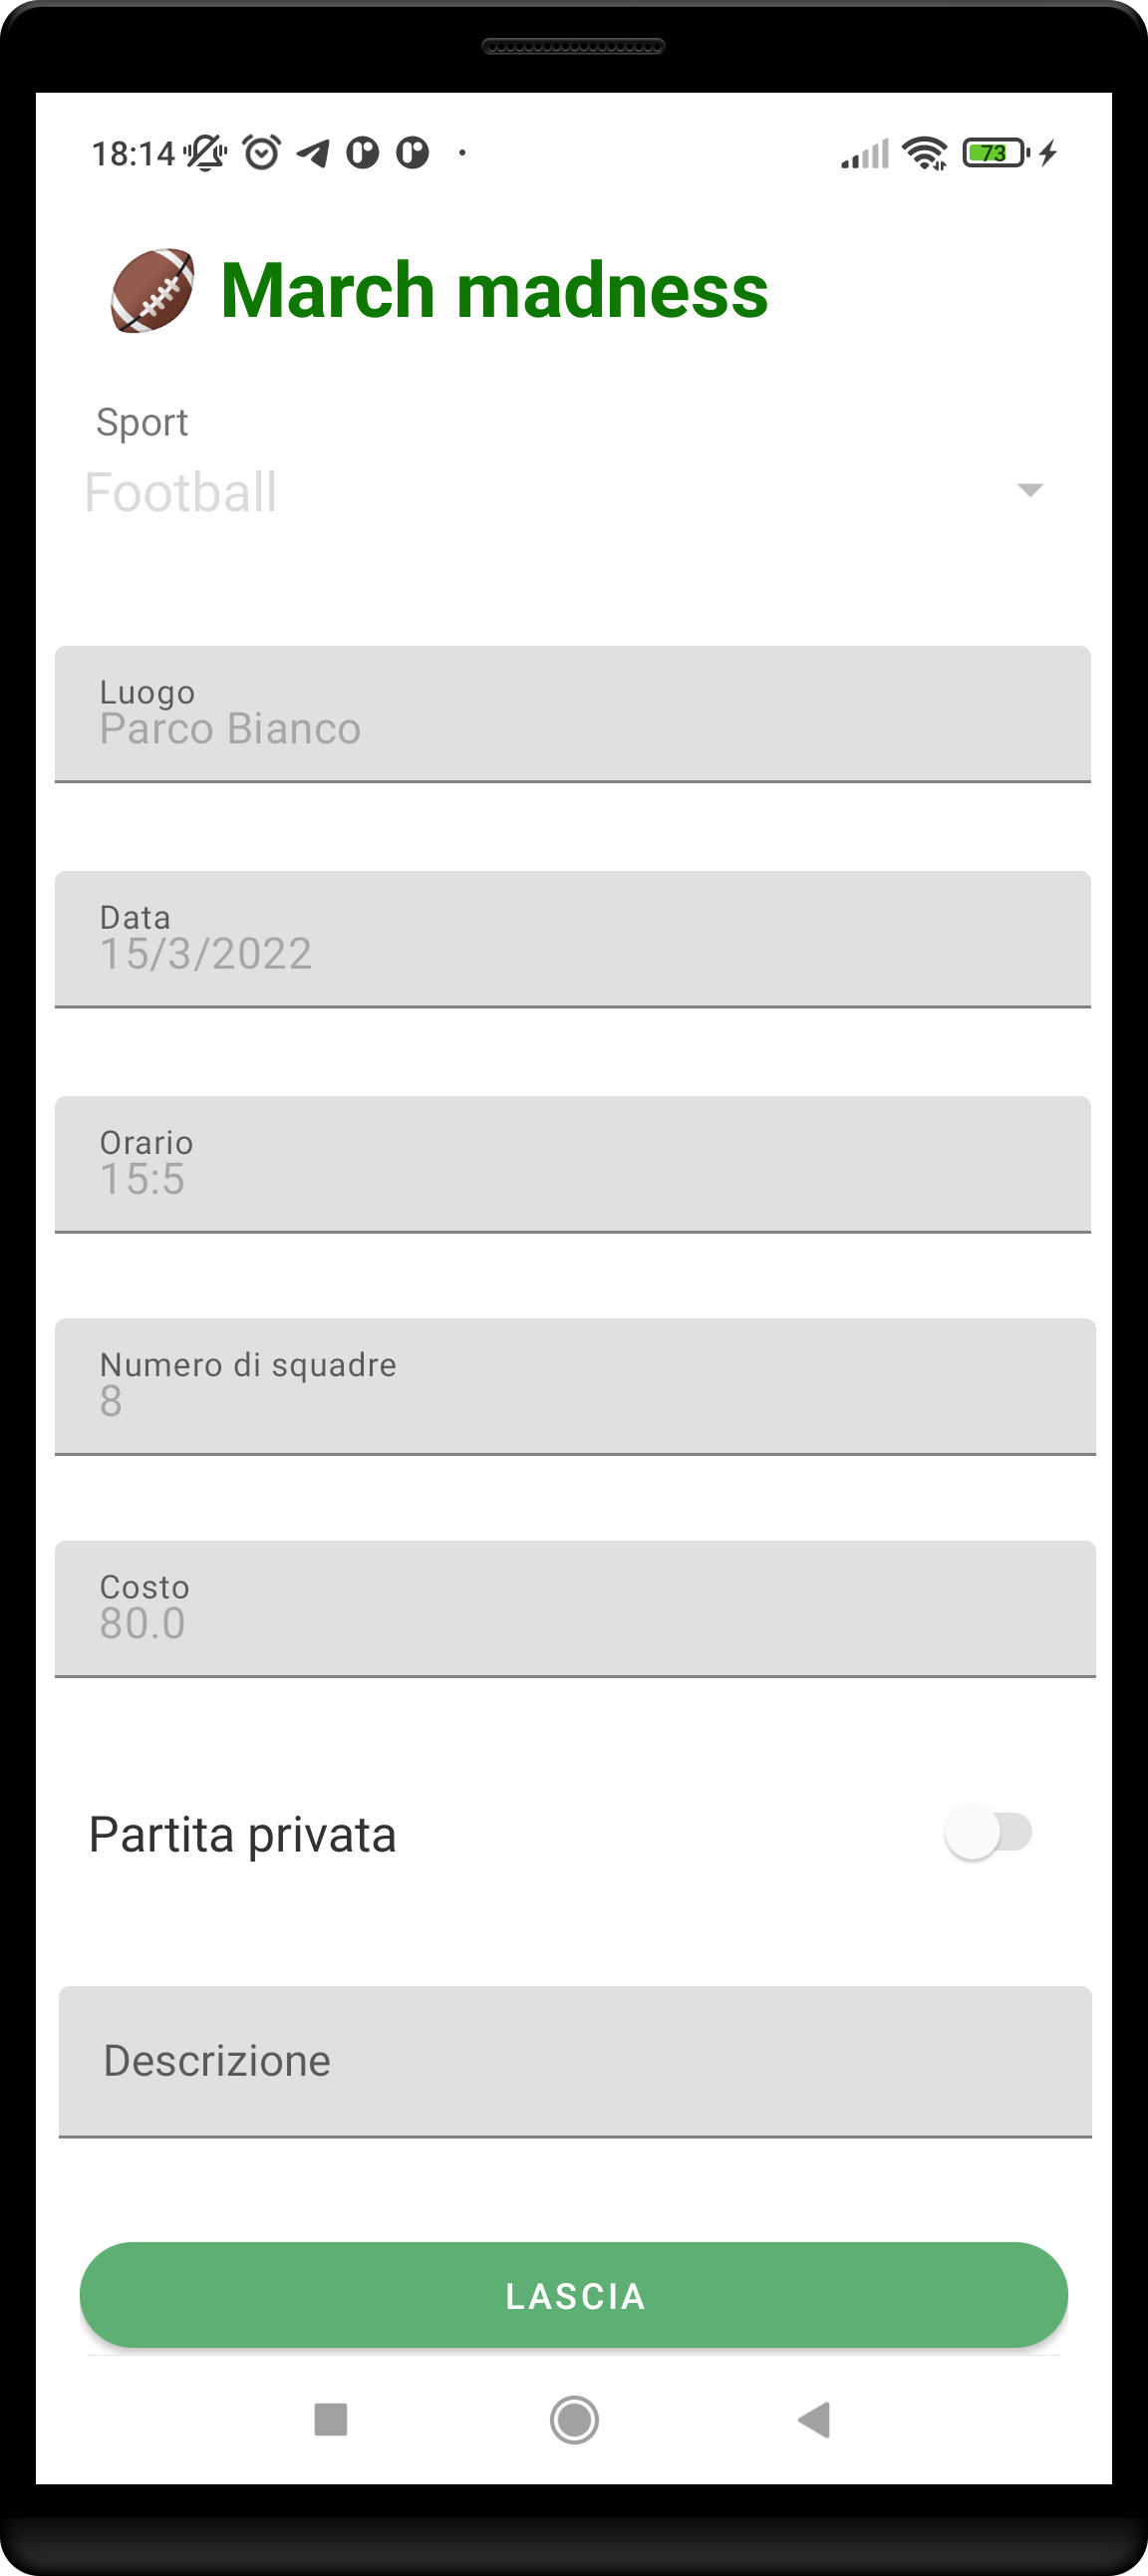 18:14
73
March madness
Sport
Football
Luogo
Parco Bianco
Data
15/3/2022
Orario
15:5
Numero di squadre
8
Costo
80.0
Partita privata
Descrizione
LASCIA